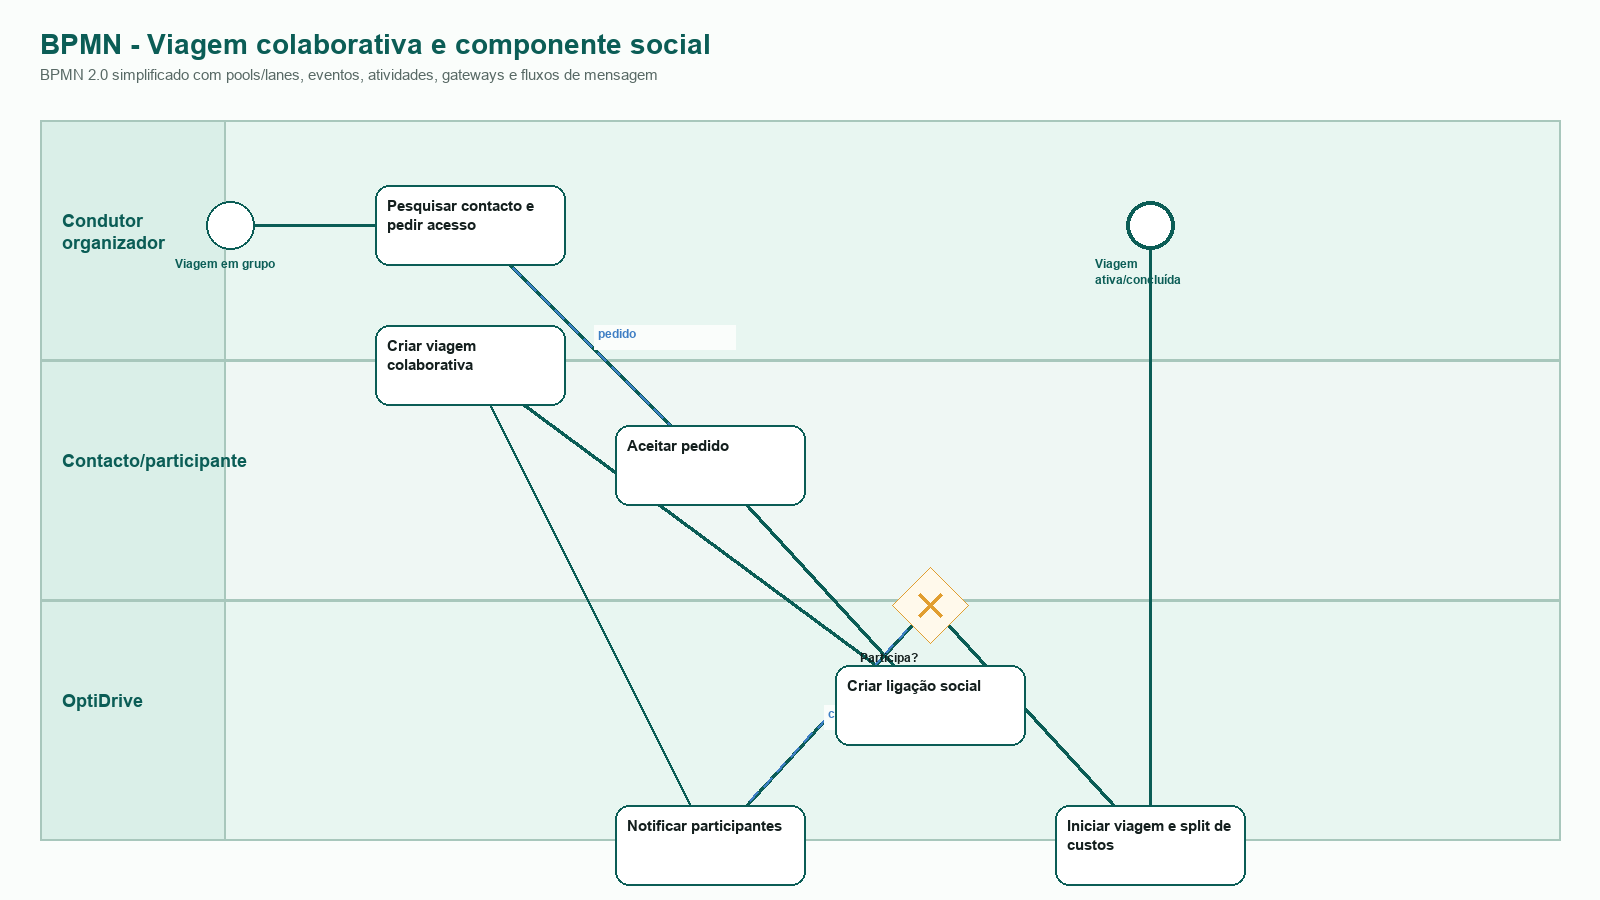 BPMN - Viagem colaborativa e componente social
BPMN 2.0 simplificado com pools/lanes, eventos, atividades, gateways e fluxos de mensagem
Condutor
organizador
Viagem em grupo
Pesquisar contacto e
pedir acesso
Viagem
ativa/concluída
pedido
Criar viagem
colaborativa
Contacto/participante
Aceitar pedido
Participa?
OptiDrive
Criar ligação social
Notificar participantes
Iniciar viagem e split de
custos